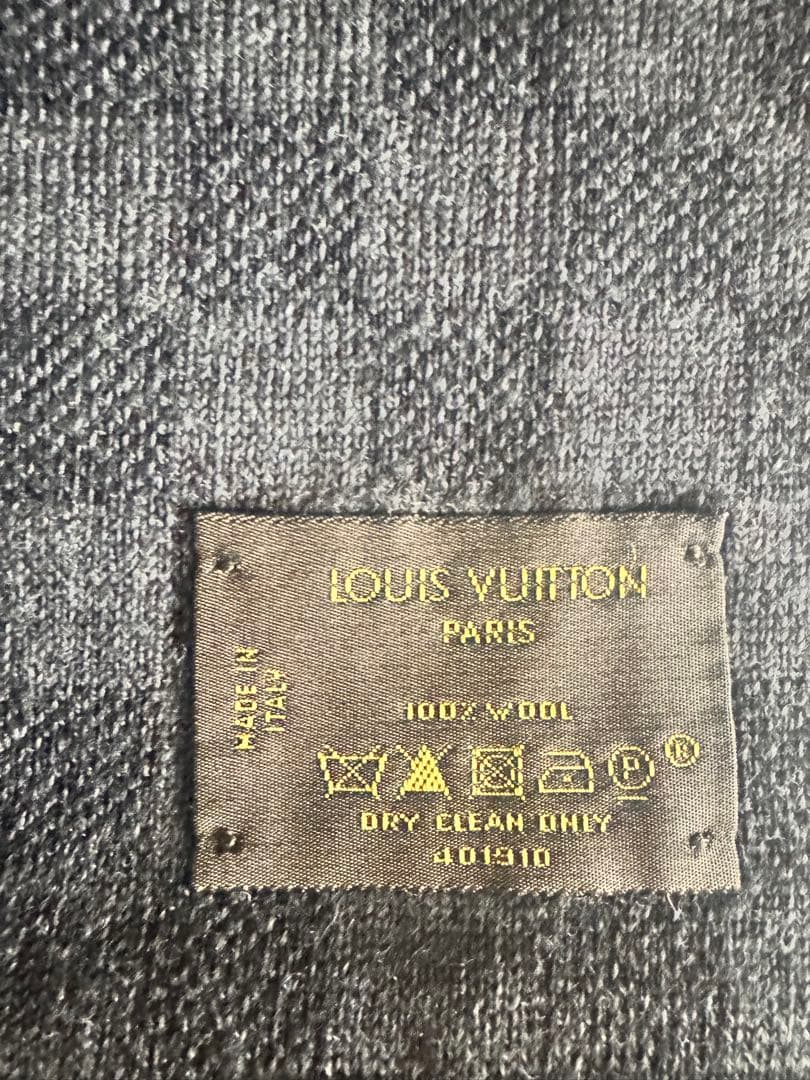 LOUIS VUITTON
PARIS
MADE IN
ITALY
100% WOOL
P
®
DRY CLEAN ONLY
401910